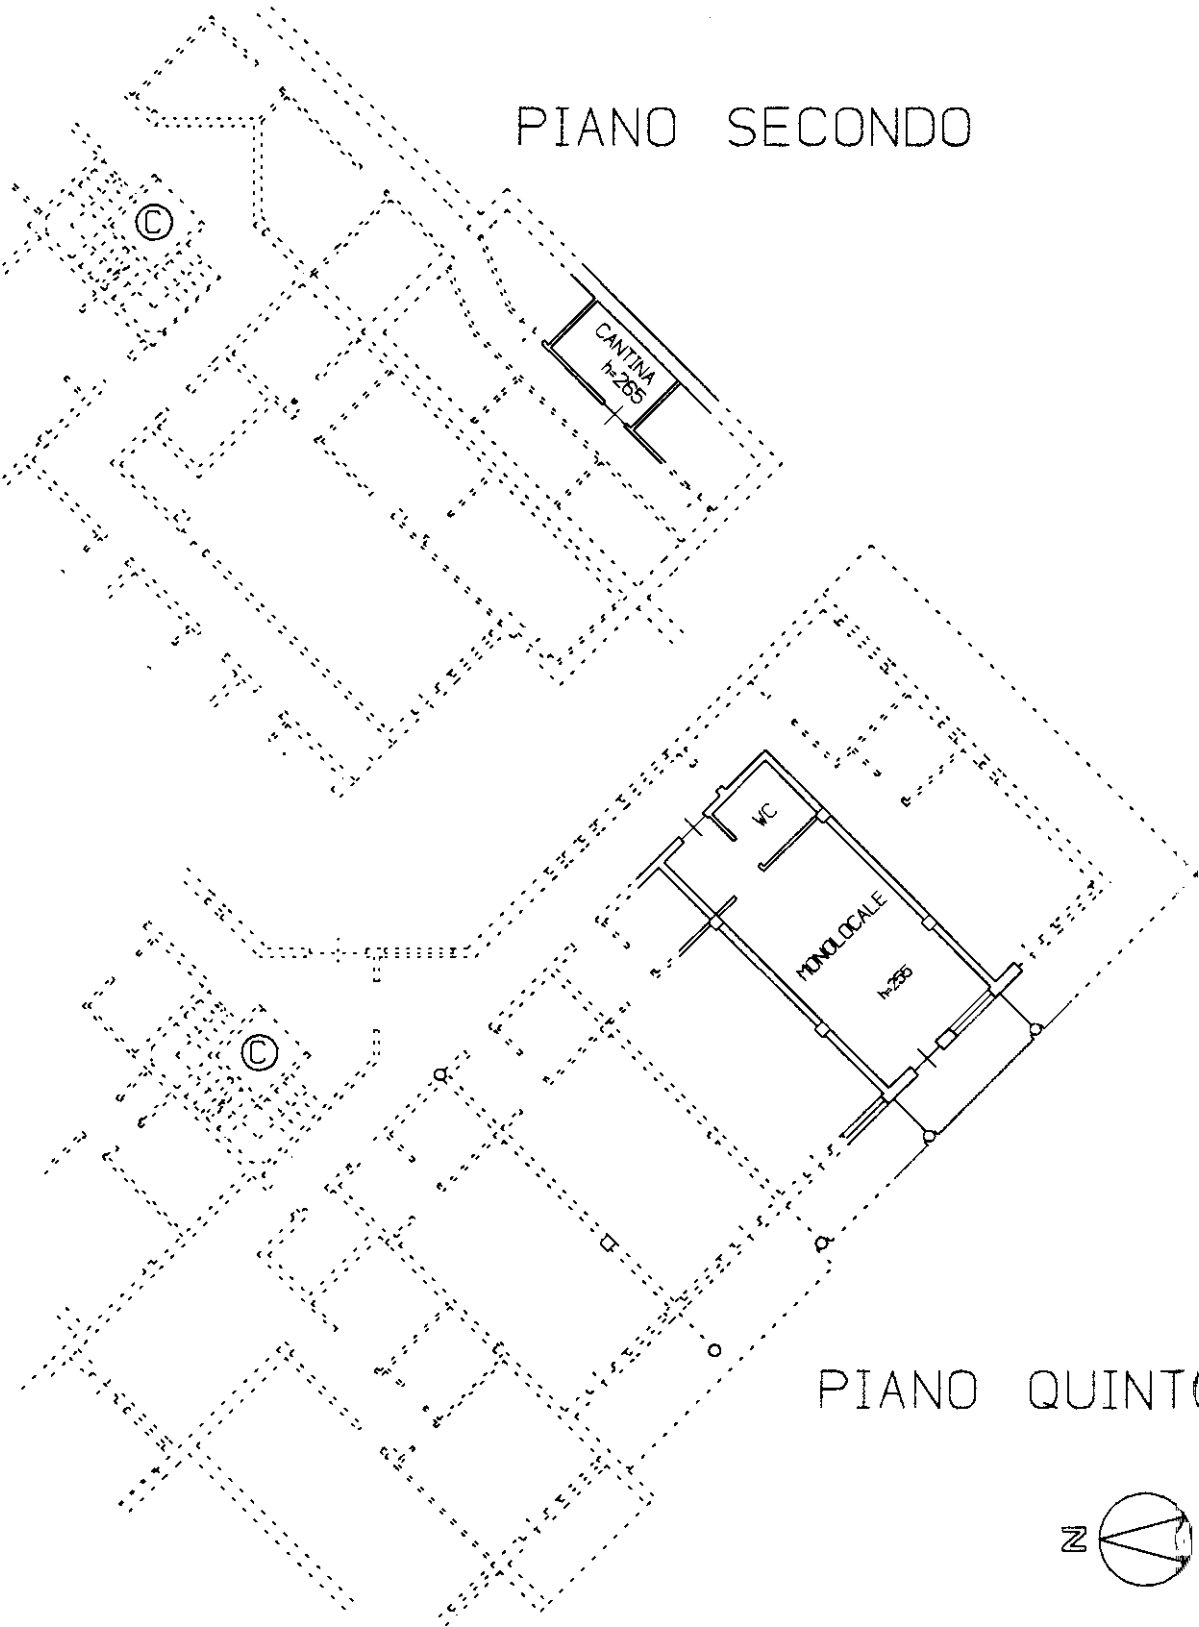 PIANO SECONDO
C
CANTINA
h=265
WC
MONOLOCALE
h=255
C
PIANO QUINTO
N